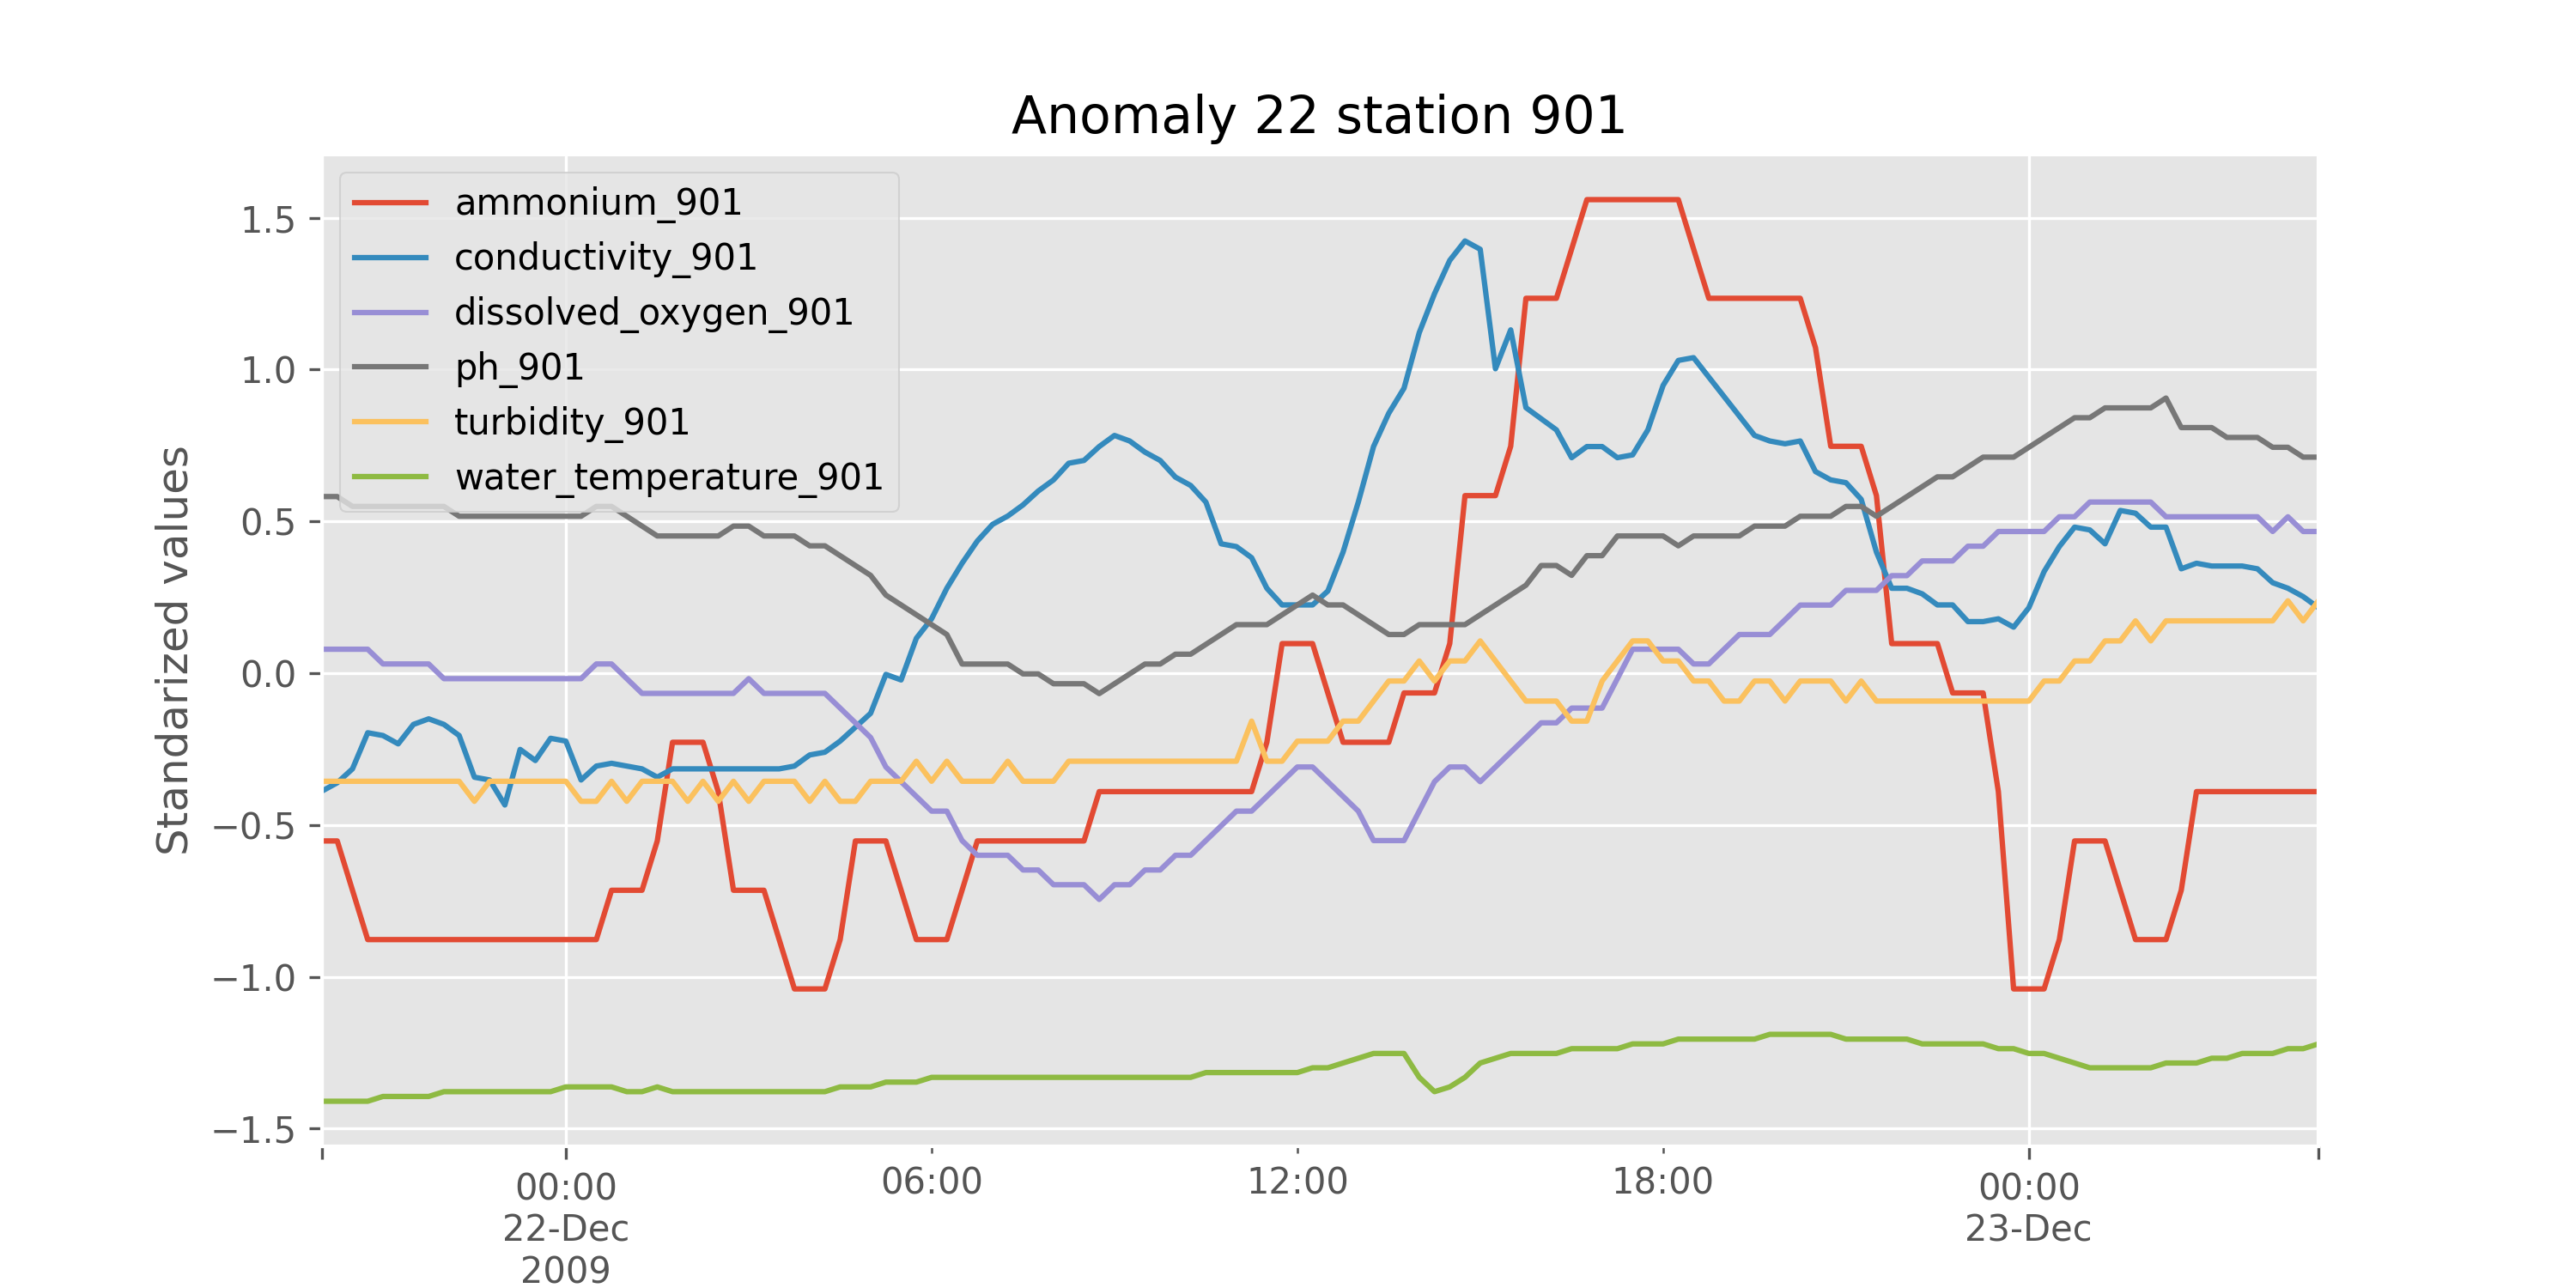 Anomaly 22 station 901
ammonium_901
conductivity_901
dissolved_oxygen_901
ph_901
turbidity_901
water_temperature_901
Standarized values
1.5
1.0
0.5
0.0
−0.5
−1.0
−1.5
00:00 06:00 12:00 18:00 00:00
22-Dec 23-Dec
2009